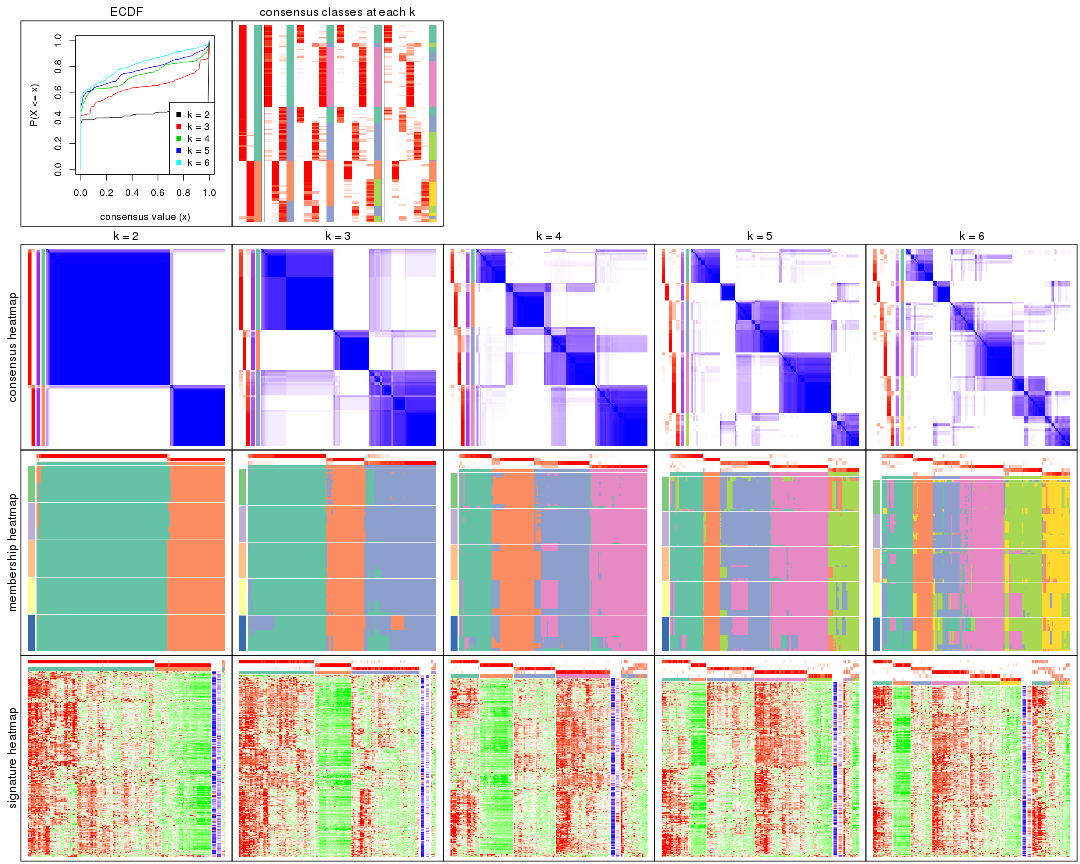 ECDF
consensus classes at each k
P(X <= x)
0.0 0.2 0.4 0.6 0.8 1.0
k = 2
k = 3
k = 4
k = 5
k = 6
0.0 0.2 0.4 0.6 0.8 1.0
consensus value (x)
k = 2
k = 3
k = 4
k = 5
k = 6
consensus heatmap
membership heatmap
signature heatmap